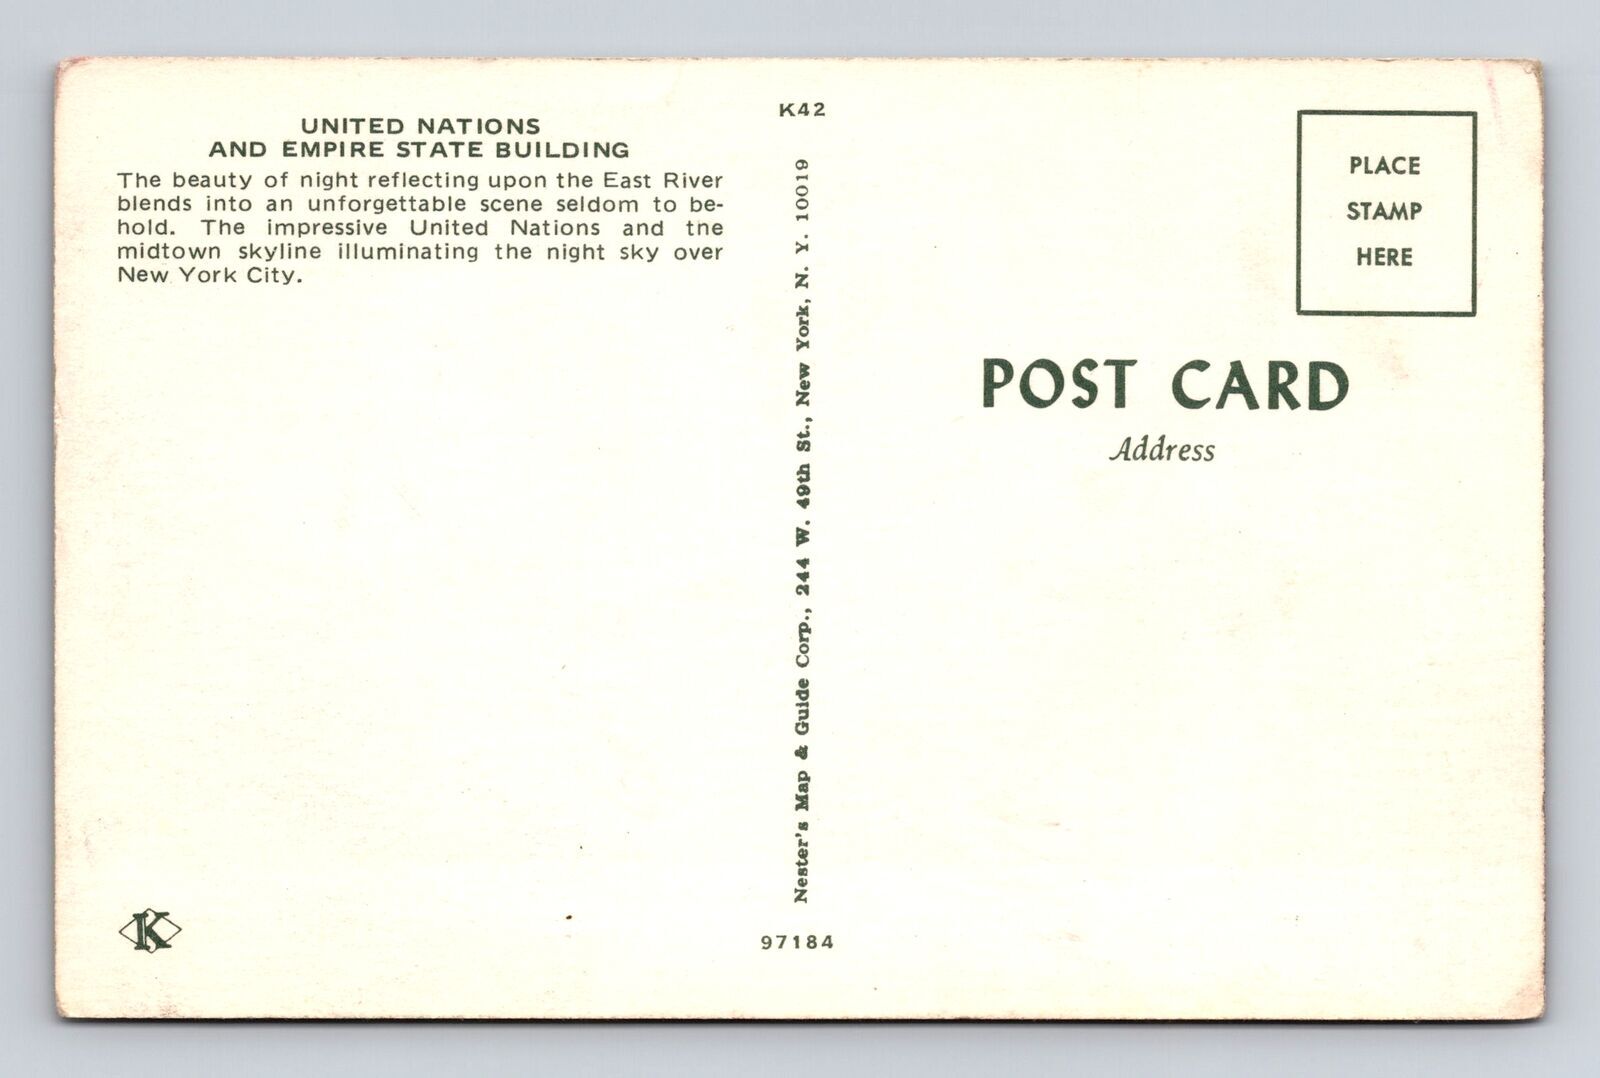 UNITED NATIONS
AND EMPIRE STATE BUILDING
The beauty of night reflecting upon the East River
blends into an unforgettable scene seldom to be-
hold. The impressive United Nations and tne
midtown skyline illuminating the night sky over
New York City.
K
K42
Nester's Map & Guide Corp., 244 W. 49th St., New York, N. Y. 10019
97184
PLACE
STAMP
HERE
POST CARD
Address